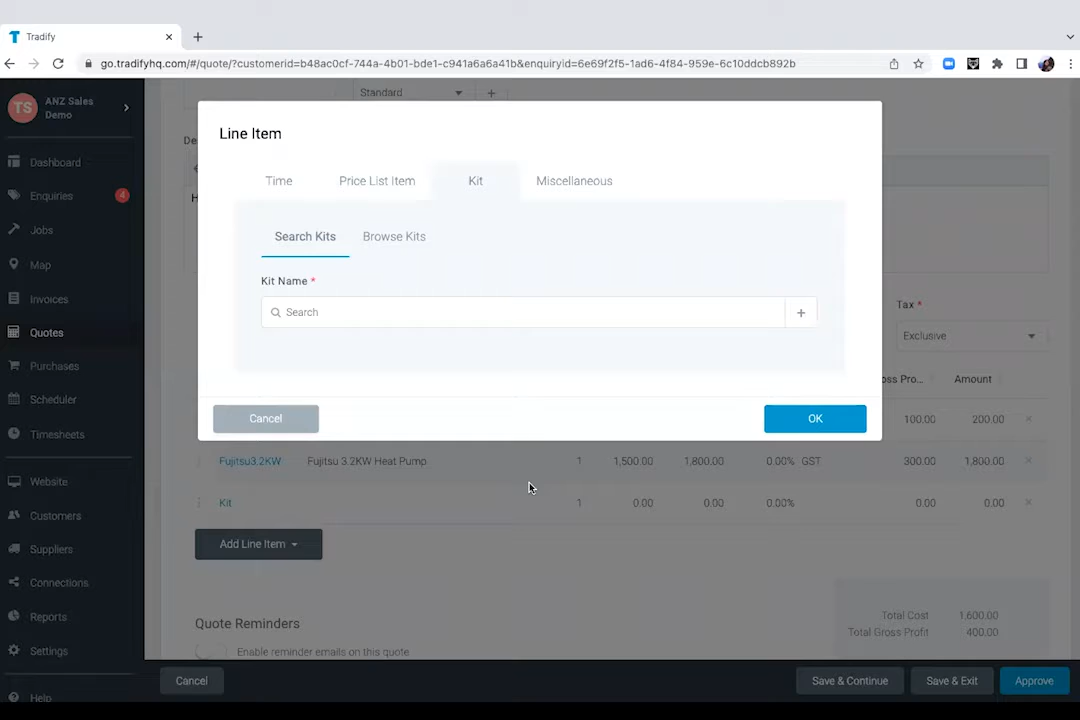 Tradify
go.tradifyhq.com/#/quote/?customerid=b48ac0cf-744a-4b01-bde1-c941a6a6a41b&enquiryid=6e69f2f5-1ad6-4f84-959e-6c10ddcb892b
TS
ANZ Sales
Demo
Dashboard
Enquiries
4
Jobs
Map
Invoices
Quotes
Purchases
Scheduler
Timesheets
Website
Customers
Suppliers
Connections
Reports
Settings
Help
Standard
Line Item
Time
Price List Item
Kit
Miscellaneous
Search Kits
Browse Kits
Kit Name *
Search
Cancel
OK
Tax *
Exclusive
Amount
100.00 200.00
Fujitsu3.2KW Fujitsu 3.2KW Heat Pump 1 1,500.00 1,800.00 0.00% GST 300.00 1,800.00
Kit 1 0.00 0.00 0.00% 0.00 0.00
Add Line Item
Total Cost 1,600.00
Total Gross Profit 400.00
Quote Reminders
Enable reminder emails on this quote
Cancel
Save & Continue
Save & Exit
Approve